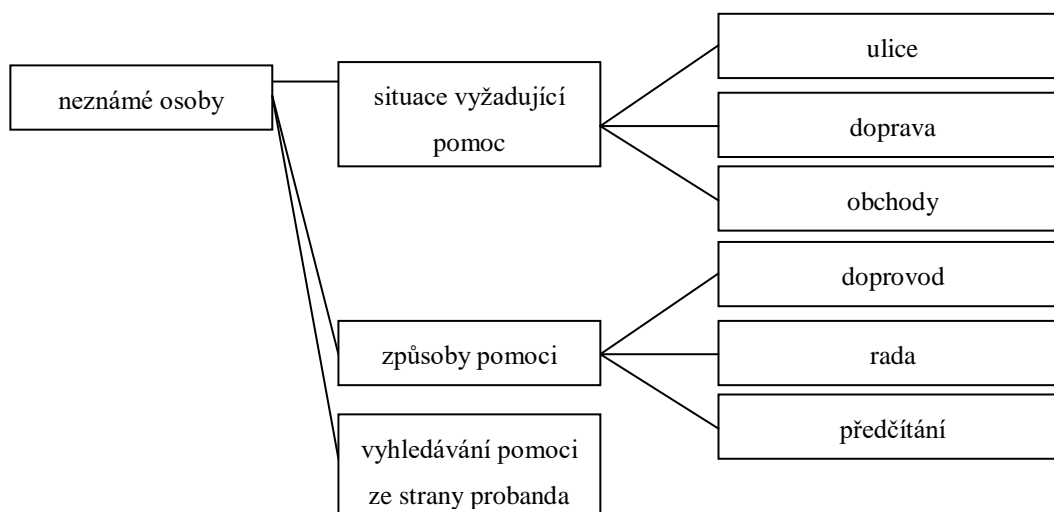 neznámé osoby
situace vyžadující
pomoc
ulice
doprava
obchody
způsoby pomoci
doprovod
rada
předčítání
vyhledávání pomoci
ze strany probanda